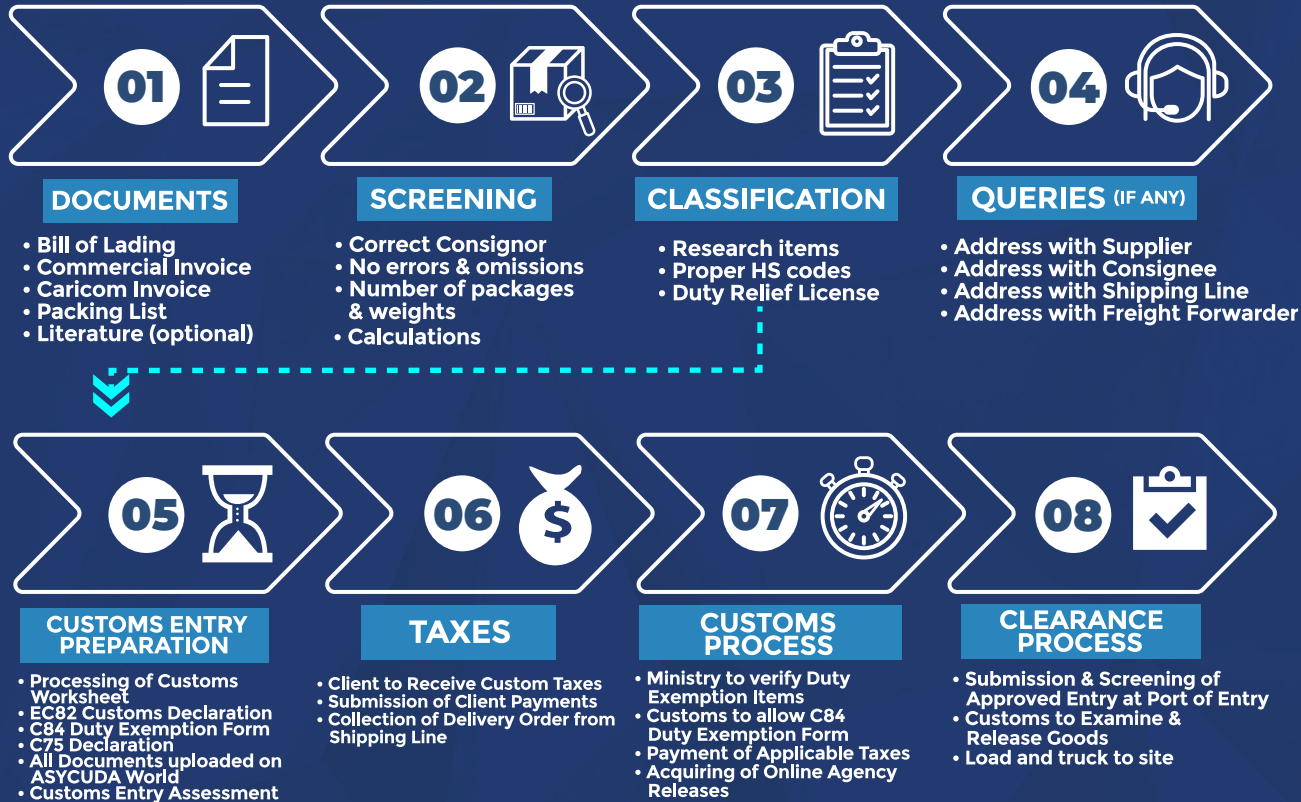 01
DOCUMENTS
• Bill of Lading
• Commercial Invoice
• Caricom Invoice
• Packing List
• Literature (optional)
02
SCREENING
• Correct Consignor
• No errors & omissions
• Number of packages
& weights
• Calculations
03
CLASSIFICATION
• Research items
• Proper HS codes
• Duty Relief License
04
QUERIES (IF ANY)
• Address with Supplier
• Address with Consignee
• Address with Shipping Line
• Address with Freight Forwarder
05
CUSTOMS ENTRY
PREPARATION
• Processing of Customs
Worksheet
• EC82 Customs Declaration
• C84 Duty Exemption Form
• C75 Declaration
• All Documents uploaded on
ASYCUDA World
• Customs Entry Assessment
06
$
TAXES
• Client to Receive Custom Taxes
• Submission of Client Payments
• Collection of Delivery Order from
Shipping Line
07
CUSTOMS
PROCESS
• Ministry to verify Duty
Exemption Items
• Customs to allow C84
Duty Exemption Form
• Payment of Applicable Taxes
• Acquiring of Online Agency
Releases
08
CLEARANCE
PROCESS
• Submission & Screening of
Approved Entry at Port of Entry
• Customs to Examine &
Release Goods
• Load and truck to site